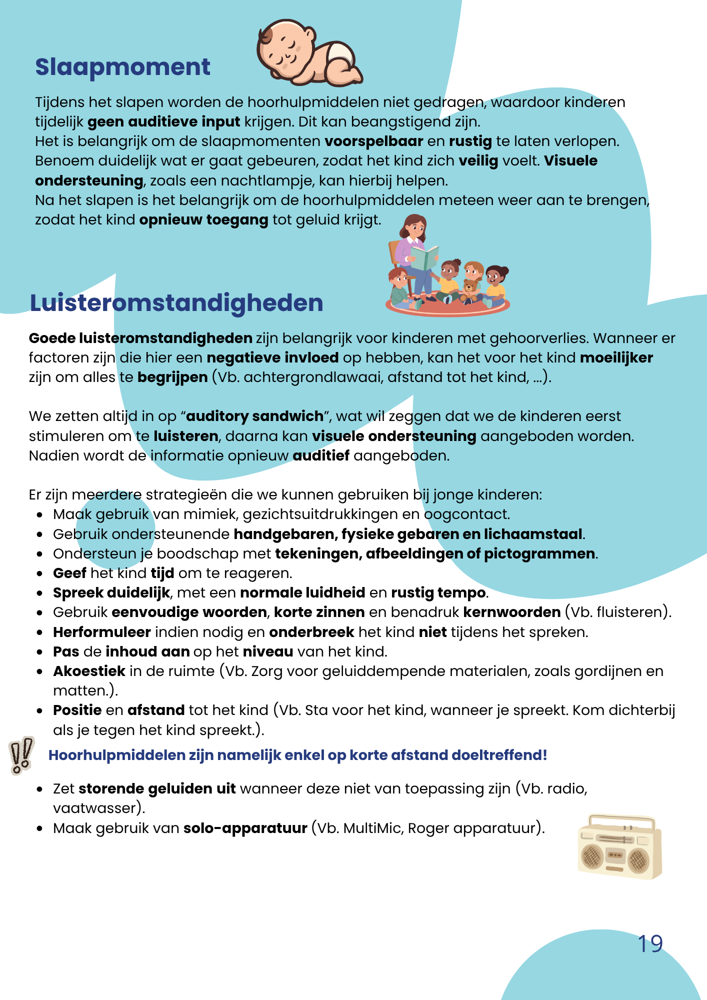 Slaapmoment
Tijdens het slapen worden de hoorhulpmiddelen niet gedragen, waardoor kinderen
tijdelijk geen auditieve input krijgen. Dit kan beangstigend zijn.
Het is belangrijk om de slaapmomenten voorspelbaar en rustig te laten verlopen.
Benoem duidelijk wat er gaat gebeuren, zodat het kind zich veilig voelt. Visuele
ondersteuning, zoals een nachtlampje, kan hierbij helpen.
Na het slapen is het belangrijk om de hoorhulpmiddelen meteen weer aan te brengen,
zodat het kind opnieuw toegang tot geluid krijgt.
Luisteromstandigheden
Goede luisteromstandigheden zijn belangrijk voor kinderen met gehoorverlies. Wanneer er
factoren zijn die hier een negatieve invloed op hebben, kan het voor het kind moeilijker
zijn om alles te begrijpen (Vb. achtergrondlawaai, afstand tot het kind, ...).
We zetten altijd in op “auditory sandwich”, wat wil zeggen dat we de kinderen eerst
stimuleren om te luisteren, daarna kan visuele ondersteuning aangeboden worden.
Nadien wordt de informatie opnieuw auditief aangeboden.
Er zijn meerdere strategieën die we kunnen gebruiken bij jonge kinderen:
• Maak gebruik van mimiek, gezichtsuitdrukkingen en oogcontact.
• Gebruik ondersteunende handgebaren, fysieke gebaren en lichaamstaal.
• Ondersteun je boodschap met tekeningen, afbeeldingen of pictogrammen.
• Geef het kind tijd om te reageren.
• Spreek duidelijk, met een normale luidheid en rustig tempo.
• Gebruik eenvoudige woorden, korte zinnen en benadruk kernwoorden (Vb. fluisteren).
• Herformuleer indien nodig en onderbreek het kind niet tijdens het spreken.
• Pas de inhoud aan op het niveau van het kind.
• Akoestiek in de ruimte (Vb. Zorg voor geluiddempende materialen, zoals gordijnen en
matten.).
• Positie en afstand tot het kind (Vb. Sta voor het kind, wanneer je spreekt. Kom dichterbij
als je tegen het kind spreekt.).
!! Hoorhulpmiddelen zijn namelijk enkel op korte afstand doeltreffend!
• Zet storende geluiden uit wanneer deze niet van toepassing zijn (Vb. radio,
vaatwasser).
• Maak gebruik van solo-apparatuur (Vb. MultiMic, Roger apparatuur).
19